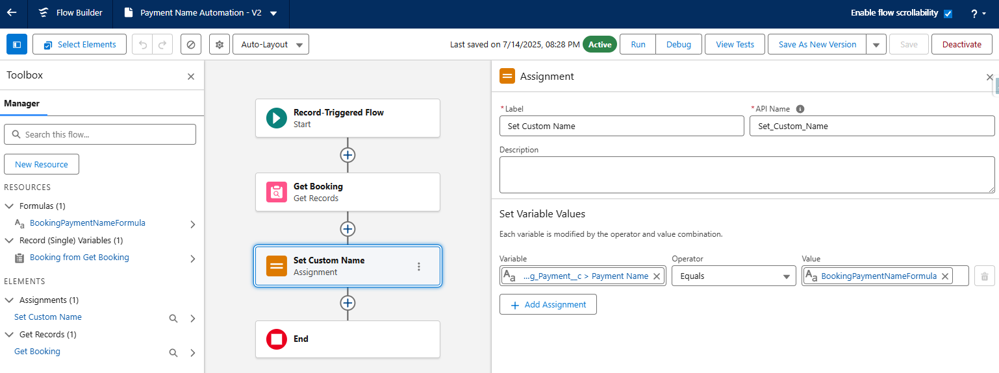 Flow Builder
Payment Name Automation - V2
Enable flow scrollability
?
Select Elements
Auto-Layout
Last saved on 7/14/2025, 08:28 PM
Active
Run
Debug
View Tests
Save As New Version
Save
Deactivate
Toolbox
Manager
Search this flow...
New Resource
RESOURCES
Formulas (1)
Aa BookingPaymentNameFormula
Record (Single) Variables (1)
Booking from Get Booking
ELEMENTS
Assignments (1)
Set Custom Name
Get Records (1)
Get Booking
Record-Triggered Flow
Start
Get Booking
Get Records
Set Custom Name
Assignment
End
Assignment
*Label
*API Name
Set Custom Name
Set_Custom_Name
Description
Set Variable Values
Each variable is modified by the operator and value combination.
Variable
Operator
Value
Aa ...g_Payment__c > Payment Name
Equals
Aa BookingPaymentNameFormula
+ Add Assignment